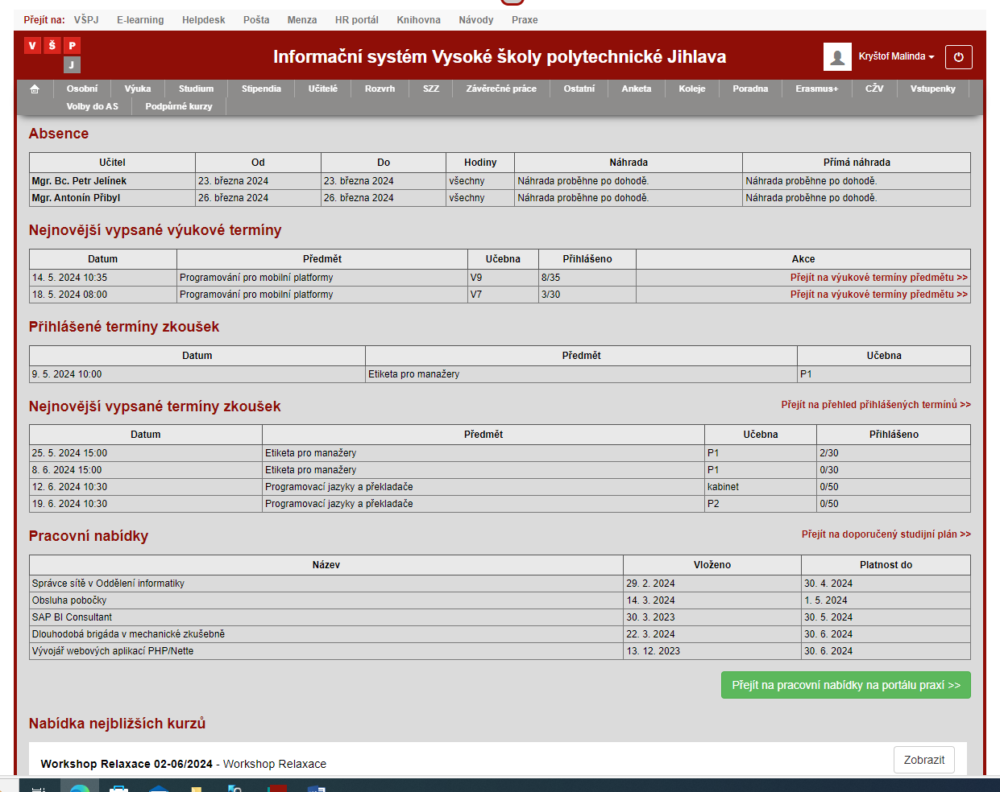 Přejít na: VŠPJ E-learning Helpdesk Pošta Menza HR portál Knihovna Návody Praxe
V Š P
J
Informační systém Vysoké školy polytechnické Jihlava
Kryštof Malinda
Osobní Výuka Studium Stipendia Učitelé Rozvrh SZZ Závěrečné práce Ostatní Anketa Koleje Poradna Erasmus+ CŽV Vstupenky
Volby do AS Podpůrné kurzy
Absence
Učitel Od Do Hodiny Náhrada Přímá náhrada
Mgr. Bc. Petr Jelínek 23. března 2024 23. března 2024 všechny Náhrada proběhne po dohodě. Náhrada proběhne po dohodě.
Mgr. Antonín Přibyl 26. března 2024 26. března 2024 všechny Náhrada proběhne po dohodě. Náhrada proběhne po dohodě.
Nejnovější vypsané výukové termíny
Datum Předmět Učebna Přihlášeno Akce
14. 5. 2024 10:35 Programování pro mobilní platformy V9 8/35 Přejít na výukové termíny předmětu >>
18. 5. 2024 08:00 Programování pro mobilní platformy V7 3/30 Přejít na výukové termíny předmětu >>
Přihlášené termíny zkoušek
Datum Předmět Učebna
9. 5. 2024 10:00 Etiketa pro manažery P1
Nejnovější vypsané termíny zkoušek Přejít na přehled přihlášených termínů >>
Datum Předmět Učebna Přihlášeno
25. 5. 2024 15:00 Etiketa pro manažery P1 2/30
8. 6. 2024 15:00 Etiketa pro manažery P1 0/30
12. 6. 2024 10:30 Programovací jazyky a překladače kabinet 0/50
19. 6. 2024 10:30 Programovací jazyky a překladače P2 0/50
Pracovní nabídky Přejít na doporučený studijní plán >>
Název Vloženo Platnost do
Správce sítě v Oddělení informatiky 29. 2. 2024 30. 4. 2024
Obsluha pobočky 14. 3. 2024 1. 5. 2024
SAP BI Consultant 30. 3. 2023 30. 5. 2024
Dlouhodobá brigáda v mechanické zkušebně 22. 3. 2024 30. 6. 2024
Vývojář webových aplikací PHP/Nette 13. 12. 2023 30. 6. 2024
Přejít na pracovní nabídky na portálu praxí >>
Nabídka nejbližších kurzů
Workshop Relaxace 02-06/2024 - Workshop Relaxace Zobrazit